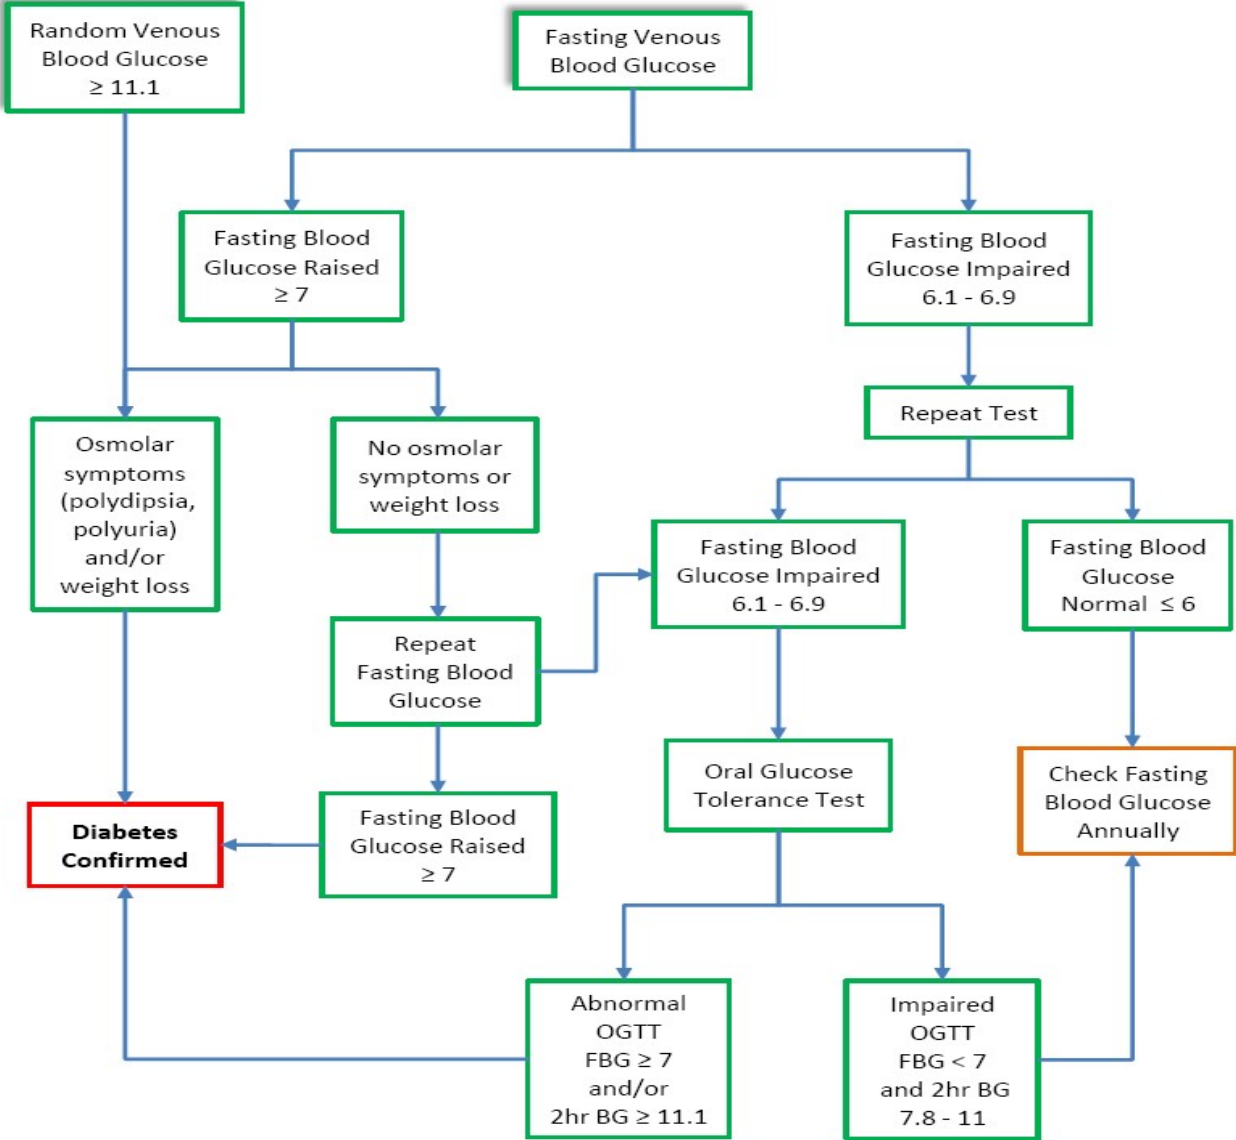 Random Venous
Blood Glucose
≥ 11.1
Fasting Venous
Blood Glucose
Fasting Blood
Glucose Raised
≥ 7
Fasting Blood
Glucose Impaired
6.1 - 6.9
Repeat Test
Osmolar
symptoms
(polydipsia,
polyuria)
and/or
weight loss
No osmolar
symptoms or
weight loss
Fasting Blood
Glucose Impaired
6.1 - 6.9
Fasting Blood
Glucose
Normal ≤ 6
Repeat
Fasting Blood
Glucose
Oral Glucose
Tolerance Test
Check Fasting
Blood Glucose
Annually
Diabetes
Confirmed
Fasting Blood
Glucose Raised
≥ 7
Abnormal
OGTT
FBG ≥ 7
and/or
2hr BG ≥ 11.1
Impaired
OGTT
FBG < 7
and 2hr BG
7.8 - 11